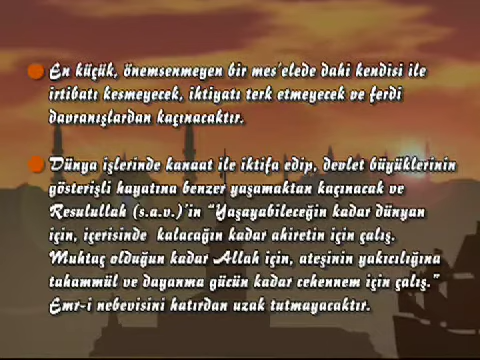 En küçük, önemsenmeyen bir mes'elede dahi kendisi ile
irtibatı kesmeyecek, ihtiyatı terk etmeyecek ve ferdi
davranışlardan kaçınacaktır.
Dünya işlerinde kanaat ile iktifa edip, devlet büyüklerinin
gösterişli hayatına benzer yaşamaktan kaçınacak ve
Resulullah (s.a.v.)'in "Yaşayabileceğin kadar dünyan
için, içerisinde kalacağın kadar ahiretin için çalış.
Muhtaç olduğun kadar Allah için, ateşinin yakıcılığına
tahammül ve dayanma gücün kadar cehennem için çalış."
Emr-i nebevisini hatırdan uzak tutmayacaktır.